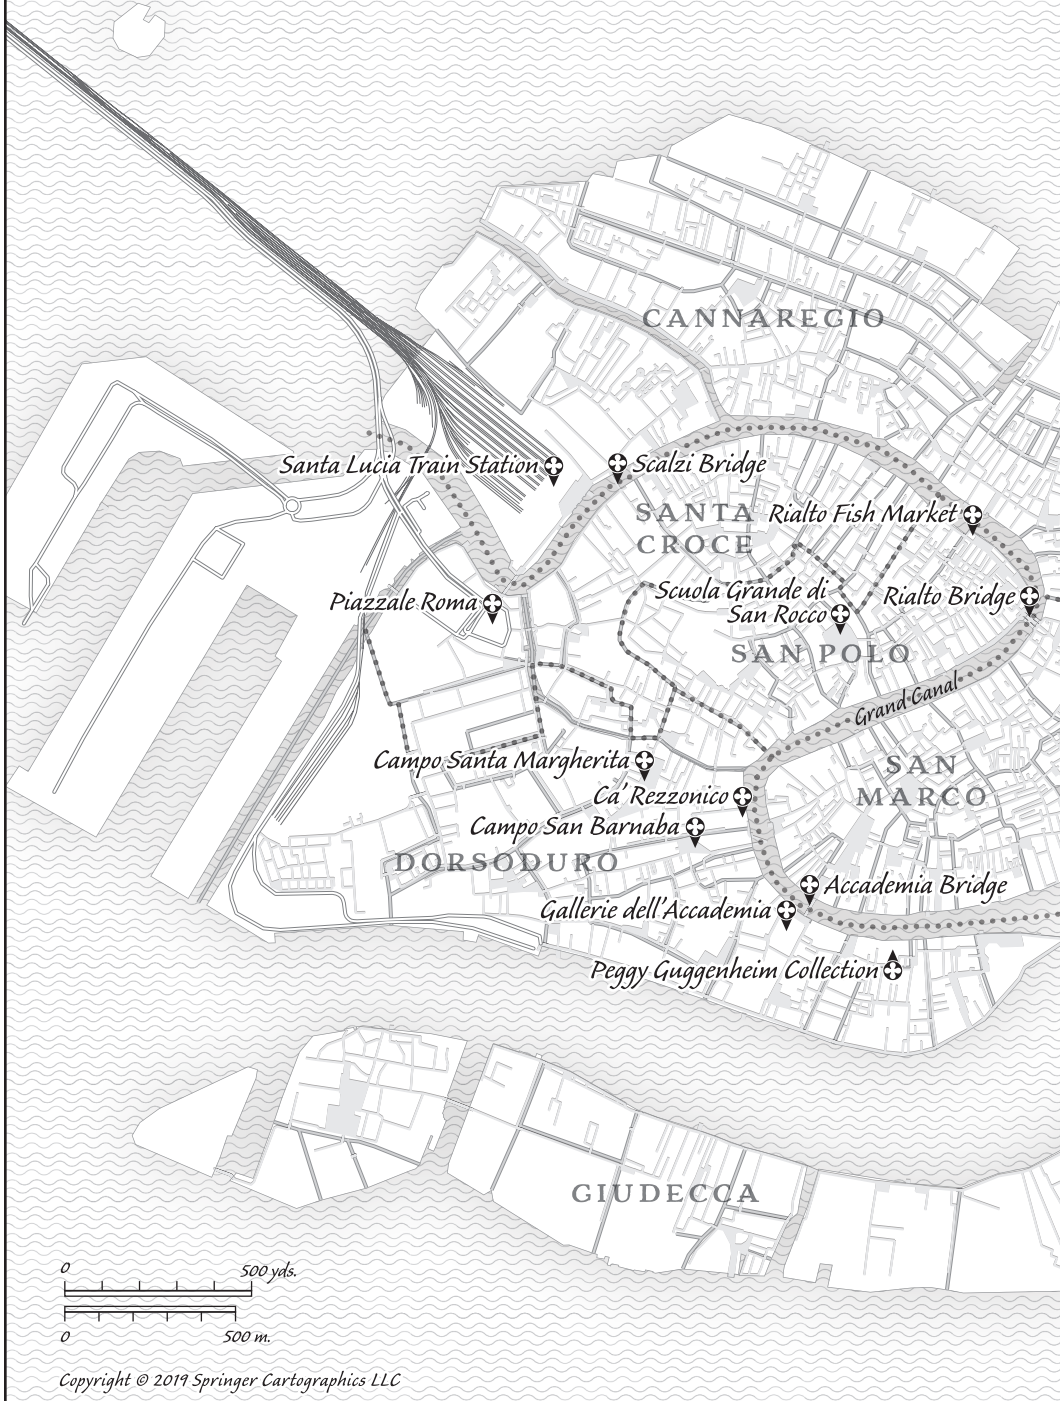 CANNAREGIO
Santa Lucia Train Station
Scalzi Bridge
SANTA
CROCE
Rialto Fish Market
Scuola Grande di
San Rocco
Rialto Bridge
Piazzale Roma
SAN POLO
Grand Canal
Campo Santa Margherita
SAN
MARCO
Ca' Rezzonico
Campo San Barnaba
DORSODURO
Accademia Bridge
Gallerie dell'Accademia
Peggy Guggenheim Collection
GIUDECCA
0 500 yds.
0 500 m.
Copyright © 2019 Springer Cartographics LLC